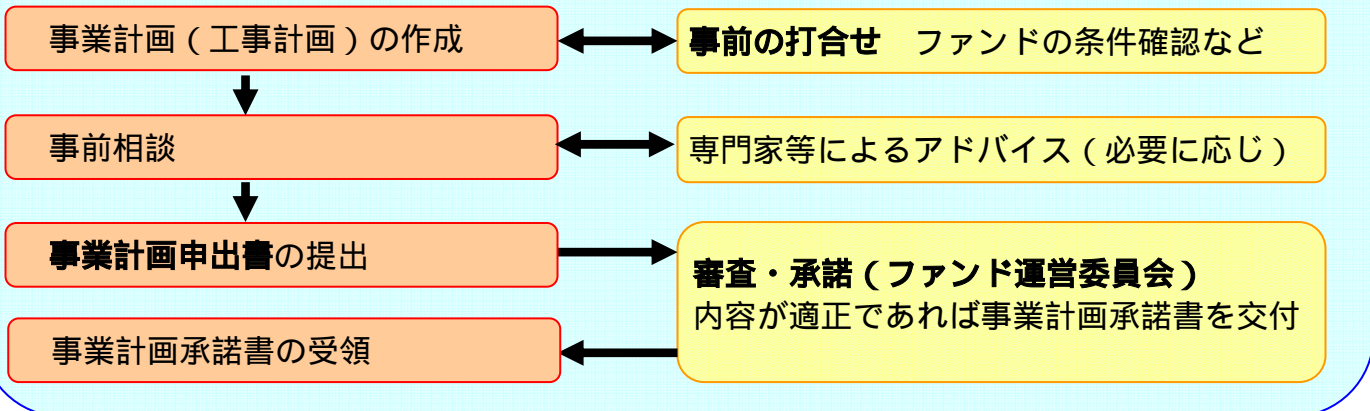 事業計画(工事計画)の作成
事前の打合せ ファンドの条件確認など
事前相談
専門家等によるアドバイス(必要に応じ)
事業計画申出書の提出
審査・承諾(ファンド運営委員会)
内容が適正であれば事業計画承諾書を交付
事業計画承諾書の受領